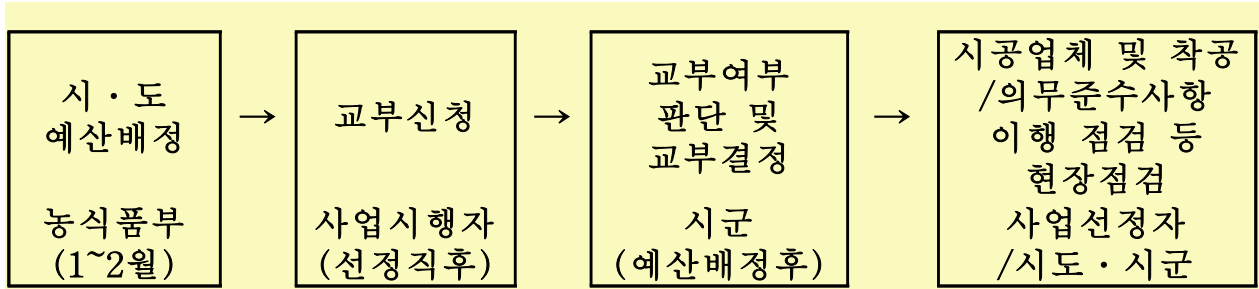 시·도
예산배정
농식품부
(1~2월)
→
교부신청
사업시행자
(선정직후)
→
교부여부
판단 및
교부결정
시군
(예산배정후)
→
시공업체 및 착공
/의무준수사항
이행 점검 등
현장점검
사업선정자
/시도·시군